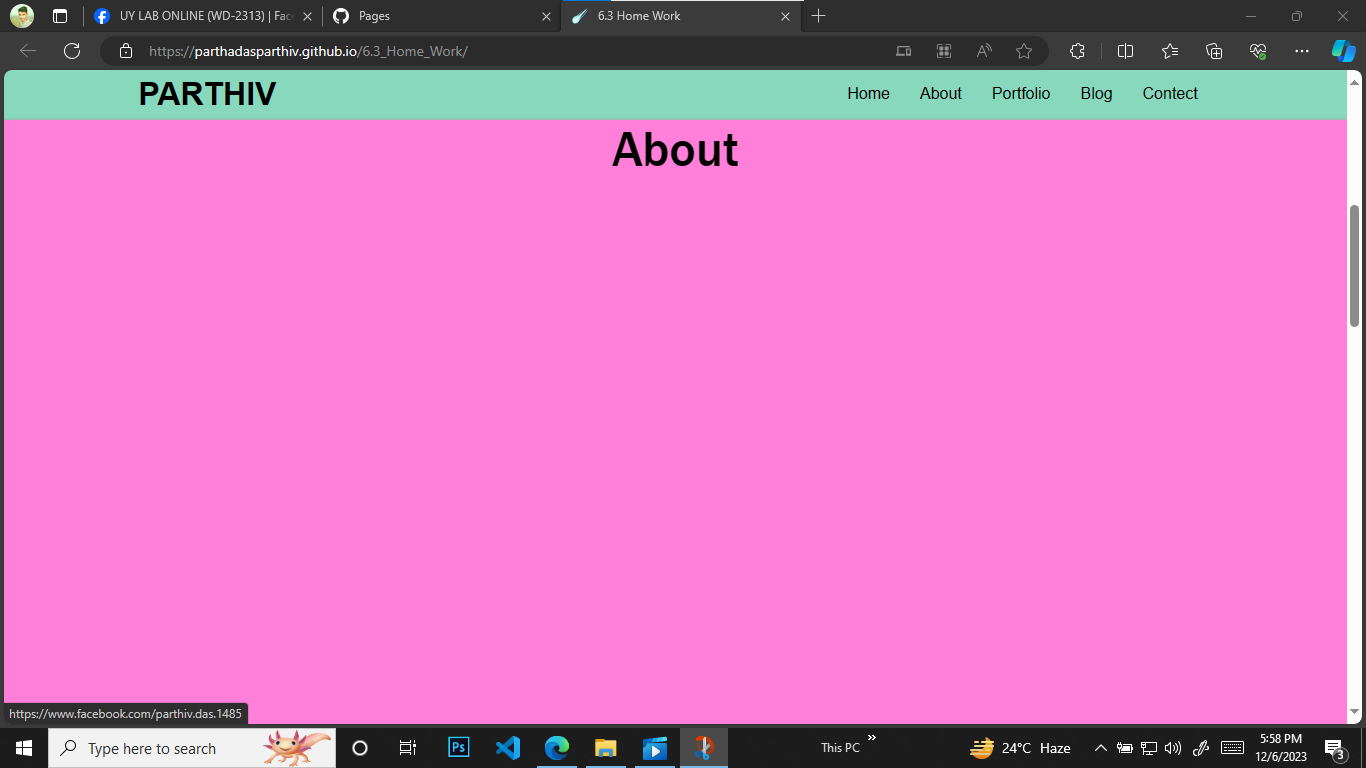 UY LAB ONLINE (WD-2313) | Fac
Pages
6.3 Home Work
https://parthadasparthiv.github.io/6.3_Home_Work/
PARTHIV
Home
About
Portfolio
Blog
Contect
About
https://www.facebook.com/parthiv.das.1485
Type here to search
Ps
This PC
24°C Haze
5:58 PM
12/6/2023
3